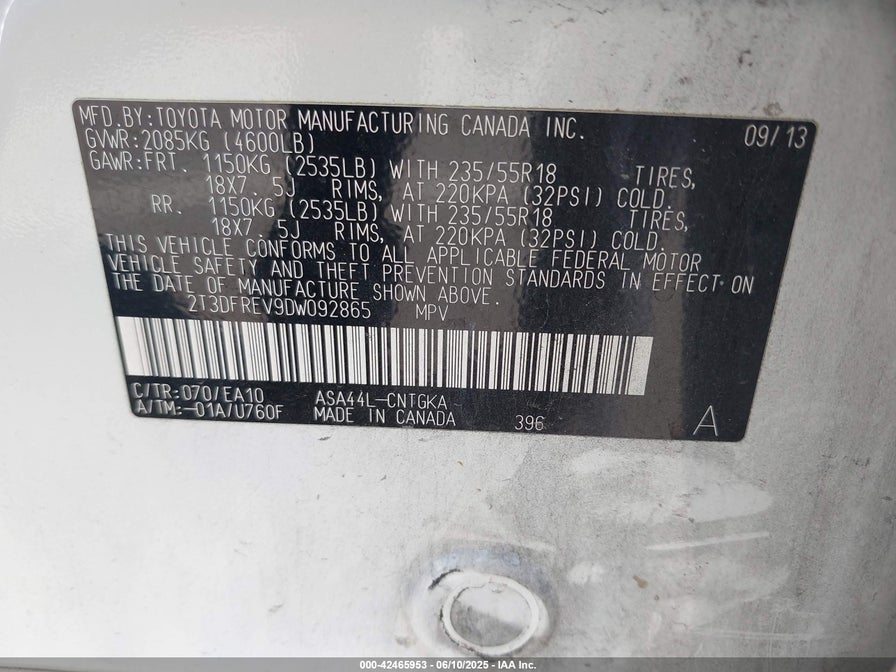 MFD.BY:TOYOTA MOTOR MANUFACTURING CANADA INC. 09/13
GVWR:2085KG (4600LB)
GAWR:FRT. 1150KG (2535LB) WITH 235/55R18 TIRES,
18X7. 5J RIMS, AT 220KPA (32PSI) COLD.
RR. 1150KG (2535LB) WITH 235/55R18 TIRES,
18X7. 5J RIMS, AT 220KPA (32PSI) COLD.
THIS VEHICLE CONFORMS TO ALL APPLICABLE FEDERAL MOTOR
VEHICLE SAFETY AND THEFT PREVENTION STANDARDS IN EFFECT ON
THE DATE OF MANUFACTURE SHOWN ABOVE.
2T3DFREV9DW092865 MPV
C/TR:070/EA10 ASA44L-CNTGKA
A/TM:-01A/U760F MADE IN CANADA 396 A
000-42465953 - 06/10/2025 - IAA Inc.